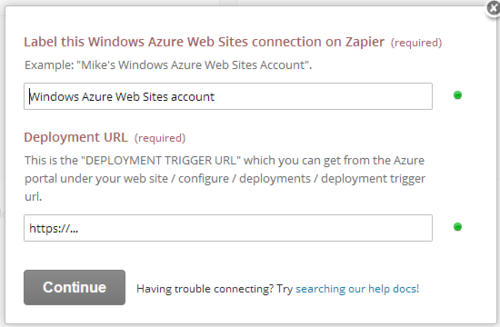 Label this Windows Azure Web Sites connection on Zapier (required)
Example: "Mike's Windows Azure Web Sites Account".
Windows Azure Web Sites account
Deployment URL (required)
This is the "DEPLOYMENT TRIGGER URL" which you can get from the Azure
portal under your web site / configure / deployments / deployment trigger
url.
https://...
Continue Having trouble connecting? Try searching our help docs!